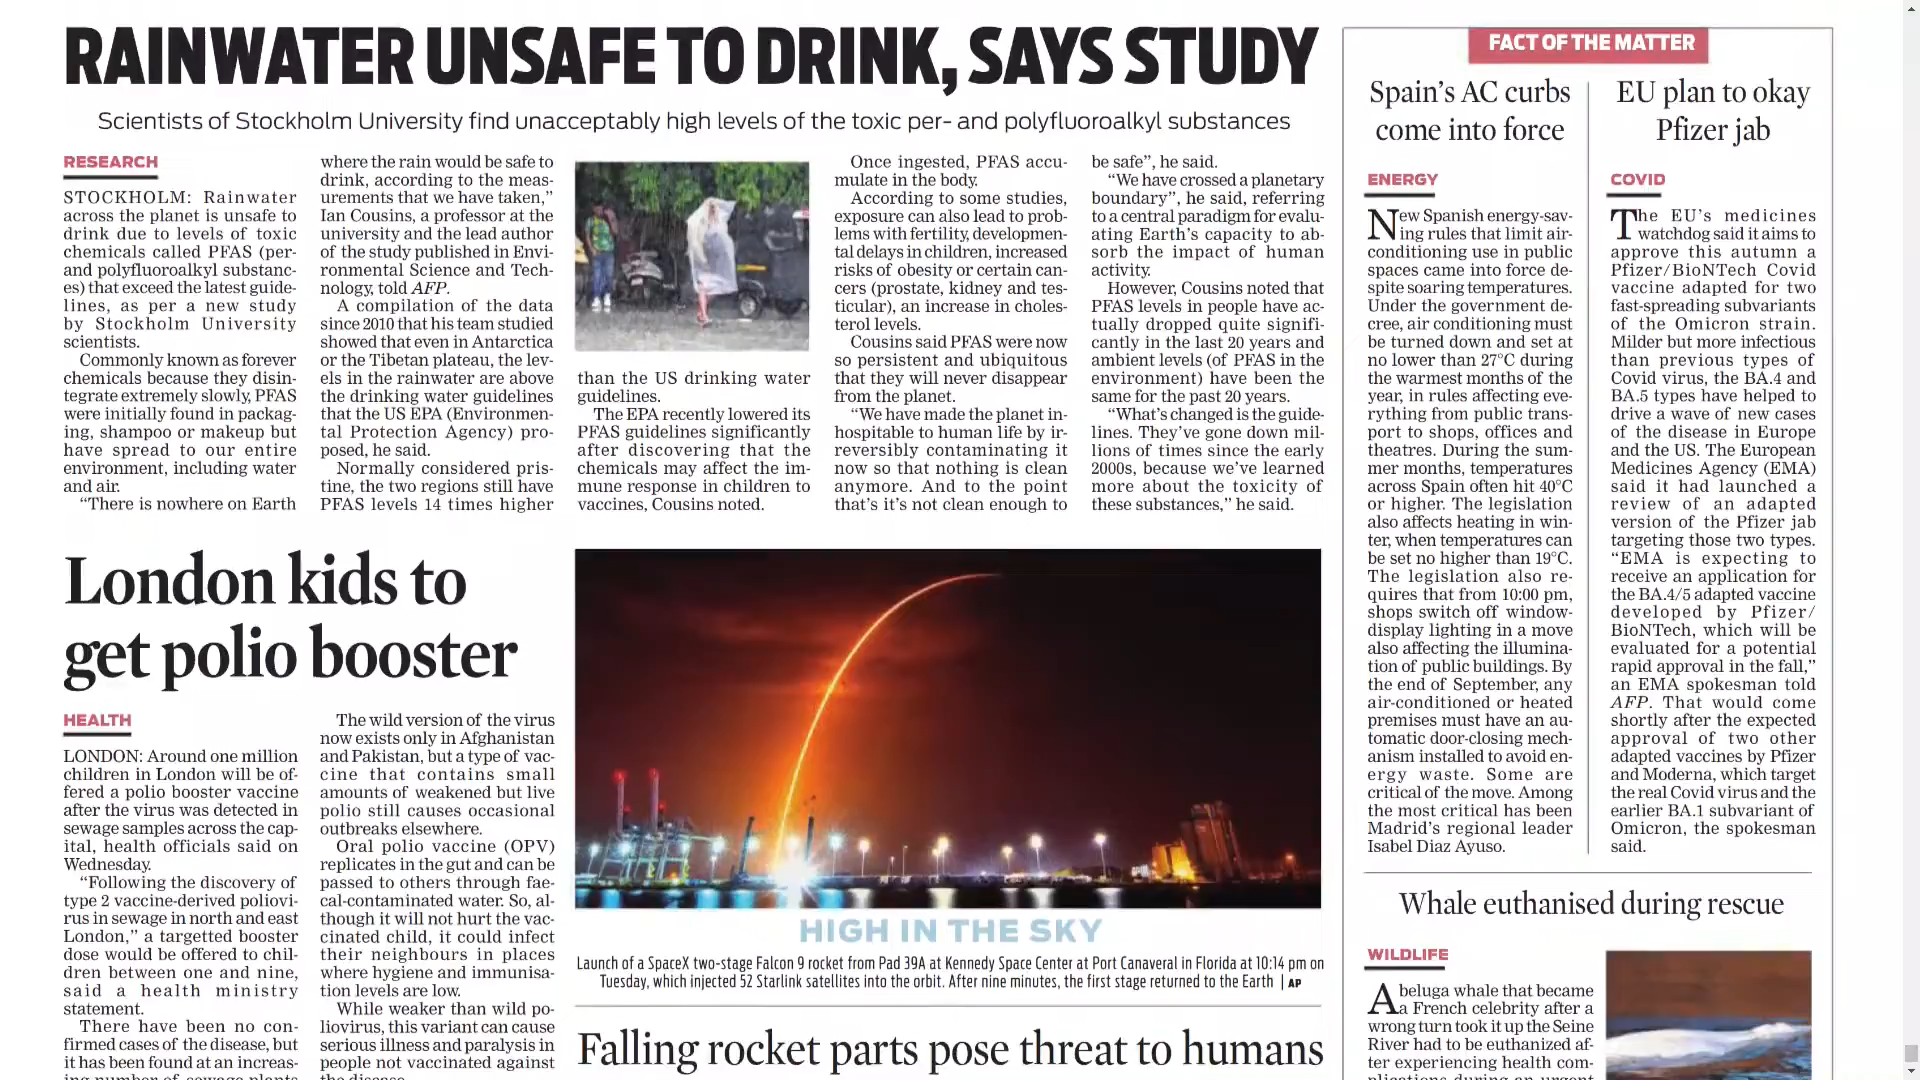 RAINWATER UNSAFE TO DRINK, SAYS STUDY
Scientists of Stockholm University find unacceptably high levels of the toxic per- and polyfluoroalkyl substances
RESEARCH
STOCKHOLM: Rainwater
across the planet is unsafe to
drink due to levels of toxic
chemicals called PFAS (per-
and polyfluoroalkyl substanc-
es) that exceed the latest guide-
lines, as per a new study
by Stockholm University
scientists.
Commonly known as forever
chemicals because they disin-
tegrate extremely slowly, PFAS
were initially found in packag-
ing, shampoo or makeup but
have spread to our entire
environment, including water
and air.
“There is nowhere on Earth
where the rain would be safe to
drink, according to the meas-
urements that we have taken,”
Ian Cousins, a professor at the
university and the lead author
of the study published in Envi-
ronmental Science and Tech-
nology, told AFP.
A compilation of the data
since 2010 that his team studied
showed that even in Antarctica
or the Tibetan plateau, the lev-
els in the rainwater are above
the drinking water guidelines
that the US EPA (Environmen-
tal Protection Agency) pro-
posed, he said.
Normally considered pris-
tine, the two regions still have
PFAS levels 14 times higher
than the US drinking water
guidelines.
The EPA recently lowered its
PFAS guidelines significantly
after discovering that the
chemicals may affect the im-
mune response in children to
vaccines, Cousins noted.
Once ingested, PFAS accu-
mulate in the body.
According to some studies,
exposure can also lead to prob-
lems with fertility, developmen-
tal delays in children, increased
risks of obesity or certain can-
cers (prostate, kidney and tes-
ticular), an increase in choles-
terol levels.
Cousins said PFAS were now
so persistent and ubiquitous
that they will never disappear
from the planet.
“We have made the planet in-
hospitable to human life by ir-
reversibly contaminating it
now so that nothing is clean
anymore. And to the point
that’s it’s not clean enough to
be safe”, he said.
“We have crossed a planetary
boundary”, he said, referring
to a central paradigm for evalu-
ating Earth’s capacity to ab-
sorb the impact of human
activity.
However, Cousins noted that
PFAS levels in people have ac-
tually dropped quite signifi-
cantly in the last 20 years and
ambient levels (of PFAS in the
environment) have been the
same for the past 20 years.
“What’s changed is the guide-
lines. They’ve gone down mil-
lions of times since the early
2000s, because we’ve learned
more about the toxicity of
these substances,” he said.
London kids to
get polio booster
HEALTH
LONDON: Around one million
children in London will be of-
fered a polio booster vaccine
after the virus was detected in
sewage samples across the cap-
ital, health officials said on
Wednesday.
“Following the discovery of
type 2 vaccine-derived poliovi-
rus in sewage in north and east
London,” a targetted booster
dose would be offered to chil-
dren between one and nine,
said a health ministry
statement.
There have been no con-
firmed cases of the disease, but
it has been found at an increas-
ing number of sewage plants
The wild version of the virus
now exists only in Afghanistan
and Pakistan, but a type of vac-
cine that contains small
amounts of weakened but live
polio still causes occasional
outbreaks elsewhere.
Oral polio vaccine (OPV)
replicates in the gut and can be
passed to others through fae-
cal-contaminated water. So, al-
though it will not hurt the vac-
cinated child, it could infect
their neighbours in places
where hygiene and immunisa-
tion levels are low.
While weaker than wild po-
liovirus, this variant can cause
serious illness and paralysis in
people not vaccinated against
the disease.
HIGH IN THE SKY
Launch of a SpaceX two-stage Falcon 9 rocket from Pad 39A at Kennedy Space Center at Port Canaveral in Florida at 10:14 pm on
Tuesday, which injected 52 Starlink satellites into the orbit. After nine minutes, the first stage returned to the Earth | AP
Falling rocket parts pose threat to humans
FACT OF THE MATTER
Spain’s AC curbs
come into force
ENERGY
New Spanish energy-sav-
ing rules that limit air-
conditioning use in public
spaces came into force de-
spite soaring temperatures.
Under the government de-
cree, air conditioning must
be turned down and set at
no lower than 27°C during
the warmest months of the
year, in rules affecting eve-
rything from public trans-
port to shops, offices and
theatres. During the sum-
mer months, temperatures
across Spain often hit 40°C
or higher. The legislation
also affects heating in win-
ter, when temperatures can
be set no higher than 19°C.
The legislation also re-
quires that from 10:00 pm,
shops switch off window-
display lighting in a move
also affecting the illumina-
tion of public buildings. By
the end of September, any
air-conditioned or heated
premises must have an au-
tomatic door-closing mech-
anism installed to avoid en-
ergy waste. Some are
critical of the move. Among
the most critical has been
Madrid’s regional leader
Isabel Diaz Ayuso.
EU plan to okay
Pfizer jab
COVID
The EU’s medicines
watchdog said it aims to
approve this autumn a
Pfizer/BioNTech Covid
vaccine adapted for two
fast-spreading subvariants
of the Omicron strain.
Milder but more infectious
than previous types of
Covid virus, the BA.4 and
BA.5 types have helped to
drive a wave of new cases
of the disease in Europe
and the US. The European
Medicines Agency (EMA)
said it had launched a
review of an adapted
version of the Pfizer jab
targeting those two types.
“EMA is expecting to
receive an application for
the BA.4/5 adapted vaccine
developed by Pfizer/
BioNTech, which will be
evaluated for a potential
rapid approval in the fall,”
an EMA spokesman told
AFP. That would come
shortly after the expected
approval of two other
adapted vaccines by Pfizer
and Moderna, which target
the real Covid virus and the
earlier BA.1 subvariant of
Omicron, the spokesman
said.
Whale euthanised during rescue
WILDLIFE
A beluga whale that became
a French celebrity after a
wrong turn took it up the Seine
River had to be euthanized af-
ter experiencing health com-
plications during an urgent